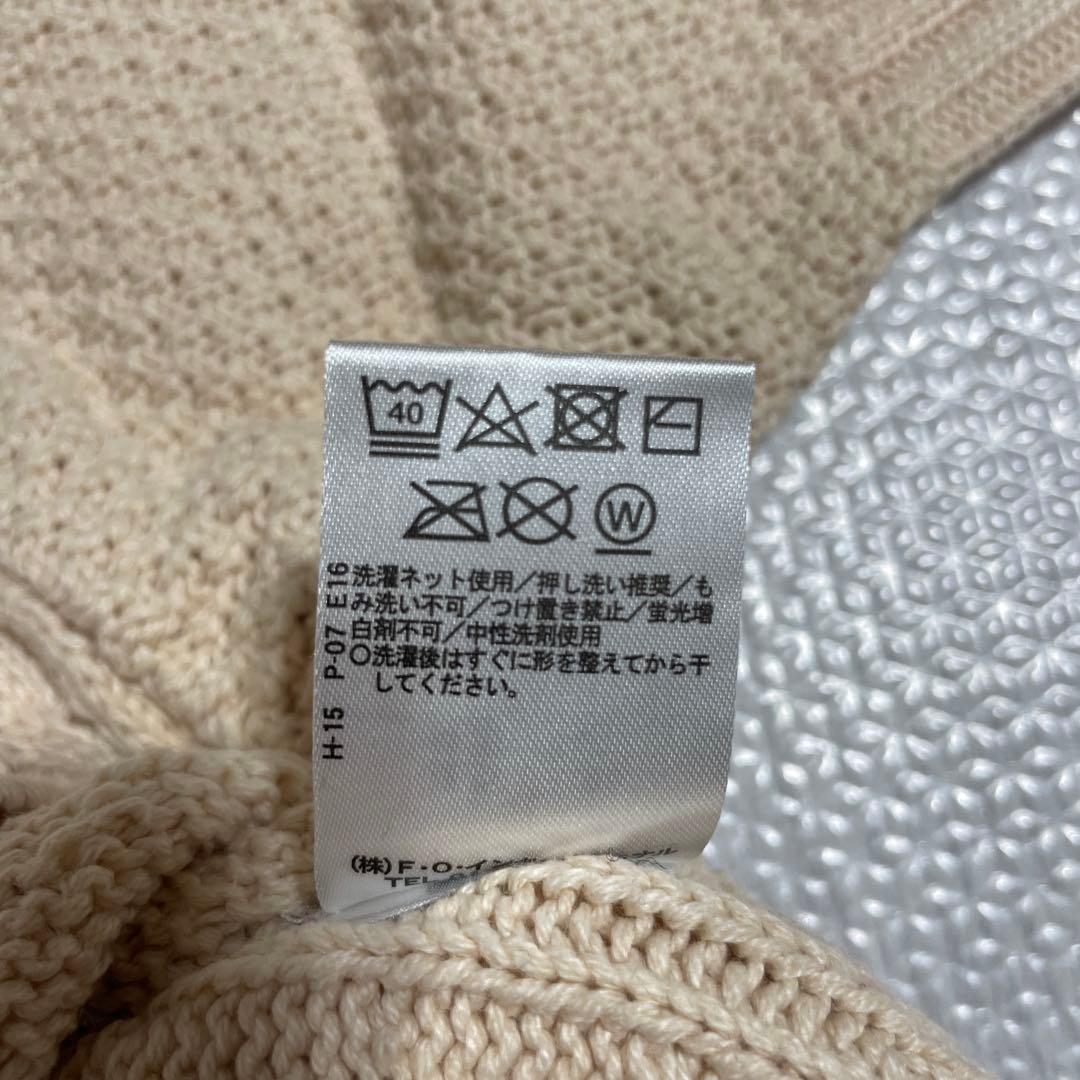 40
W
洗濯ネット使用/押し洗い推奨/も
み洗い不可/つけ置き禁止/蛍光増
白剤不可/中性洗剤使用
○洗濯後はすぐに形を整えてから干
してください。
H-15 P-07 E16
(株)F・O・イン
TEL